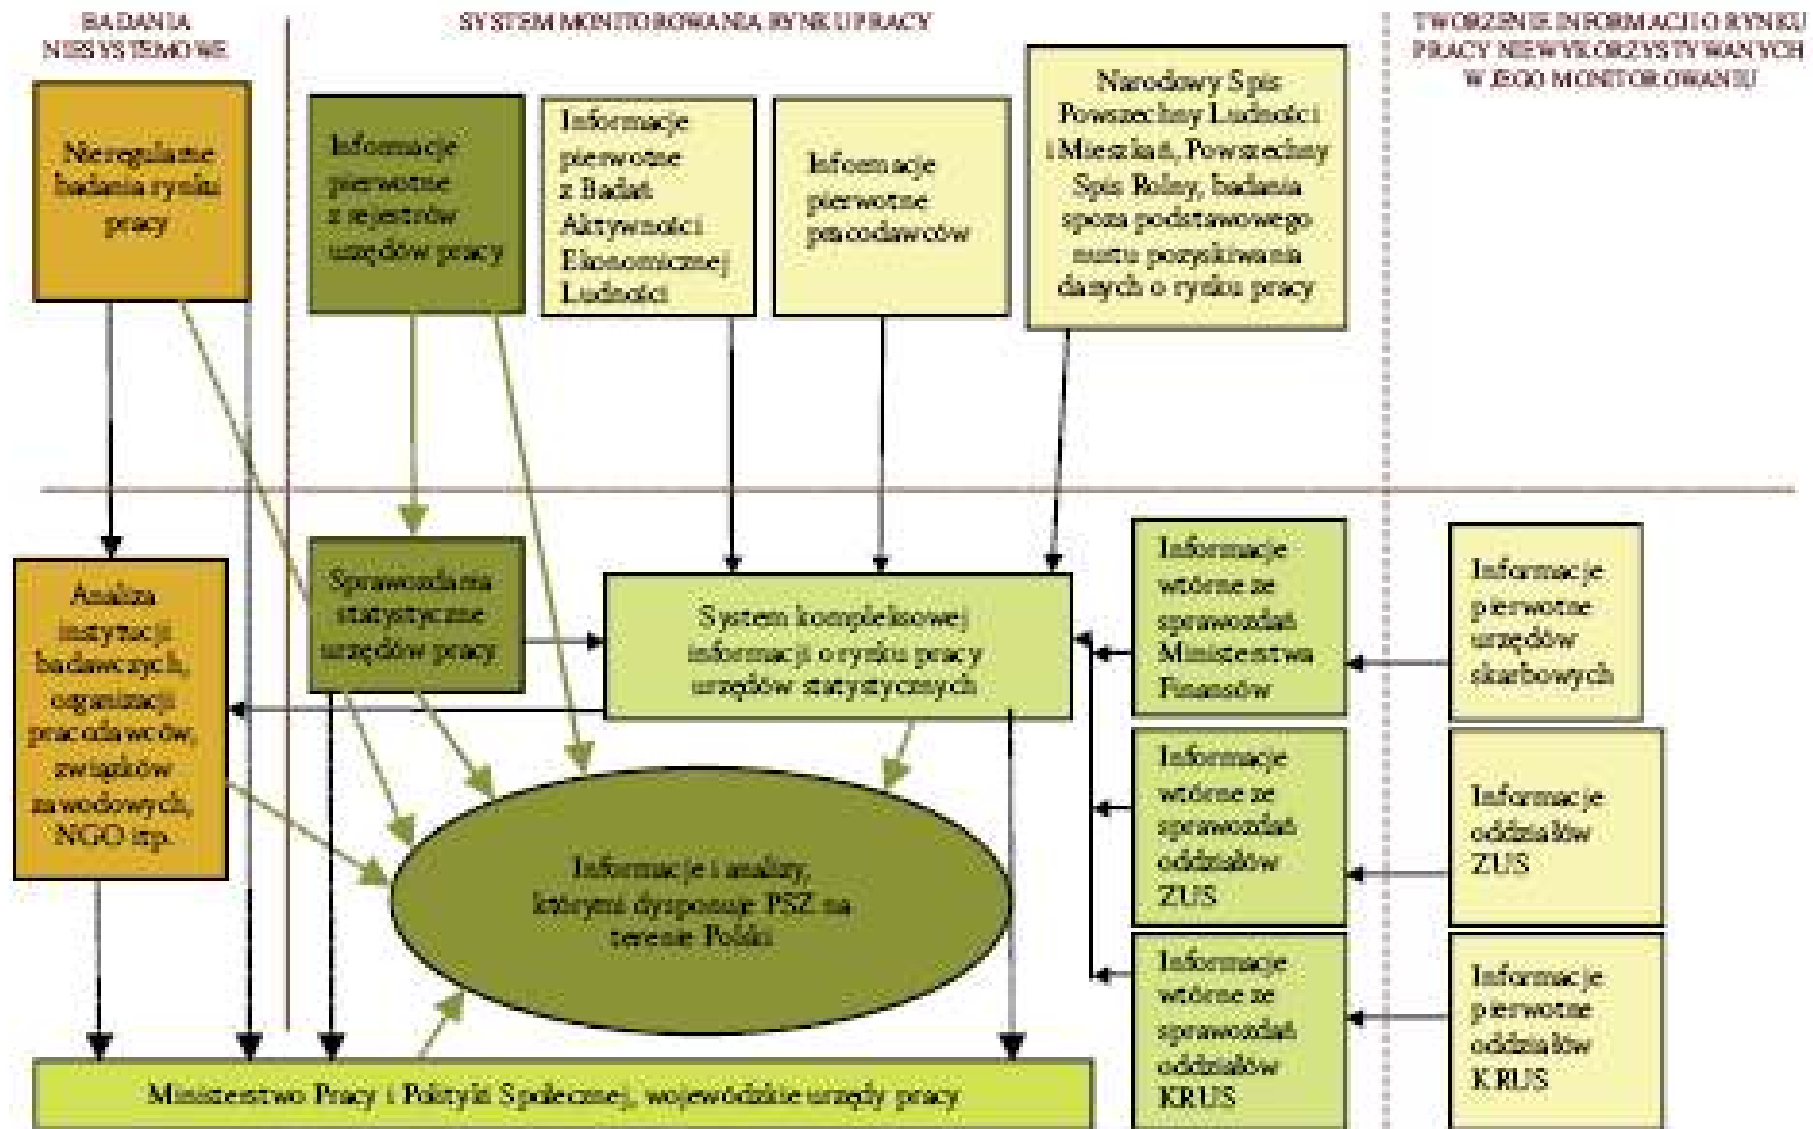 BADANIA
NIESYSTEMOWE
SYSTEM MONITOROWANIA RYNKU PRACY
TWORZENIE INFORMACJI O RYNKU
PRACY NIEWYKORZYSTYWANYCH
W JEGO MONITOROWANIU
Nieregularne
badania rynku
pracy
Informacje
pierwotne
z rejestrów
urzędów pracy
Informacje
pierwotne
z Badań
Aktywności
Ekonomicznej
Ludności
Informacje
pierwotne
pracodawców
Narodowy Spis
Powszechny Ludności
i Mieszkań, Powszechny
Spis Rolny, badania
spoza podstawowego
nurtu pozyskiwania
danych o rynku pracy
Analiza
instytucji
badawczych,
organizacji
pracodawców,
związków
zawodowych,
NGO itp.
Sprawozdania
statystyczne
urzędów pracy
System kompleksowej
informacji o rynku pracy
urzędów statystycznych
Informacje
wtórne ze
sprawozdań
Ministerstwa
Finansów
Informacje
pierwotne
urzędów
skarbowych
Informacje
wtórne ze
sprawozdań
oddziałów
ZUS
Informacje
oddziałów
ZUS
Informacje i analizy,
którymi dysponuje PSZ na
terenie Polski
Informacje
wtórne ze
sprawozdań
oddziałów
KRUS
Informacje
pierwotne
oddziałów
KRUS
Ministerstwo Pracy i Polityki Społecznej, wojewódzkie urzędy pracy